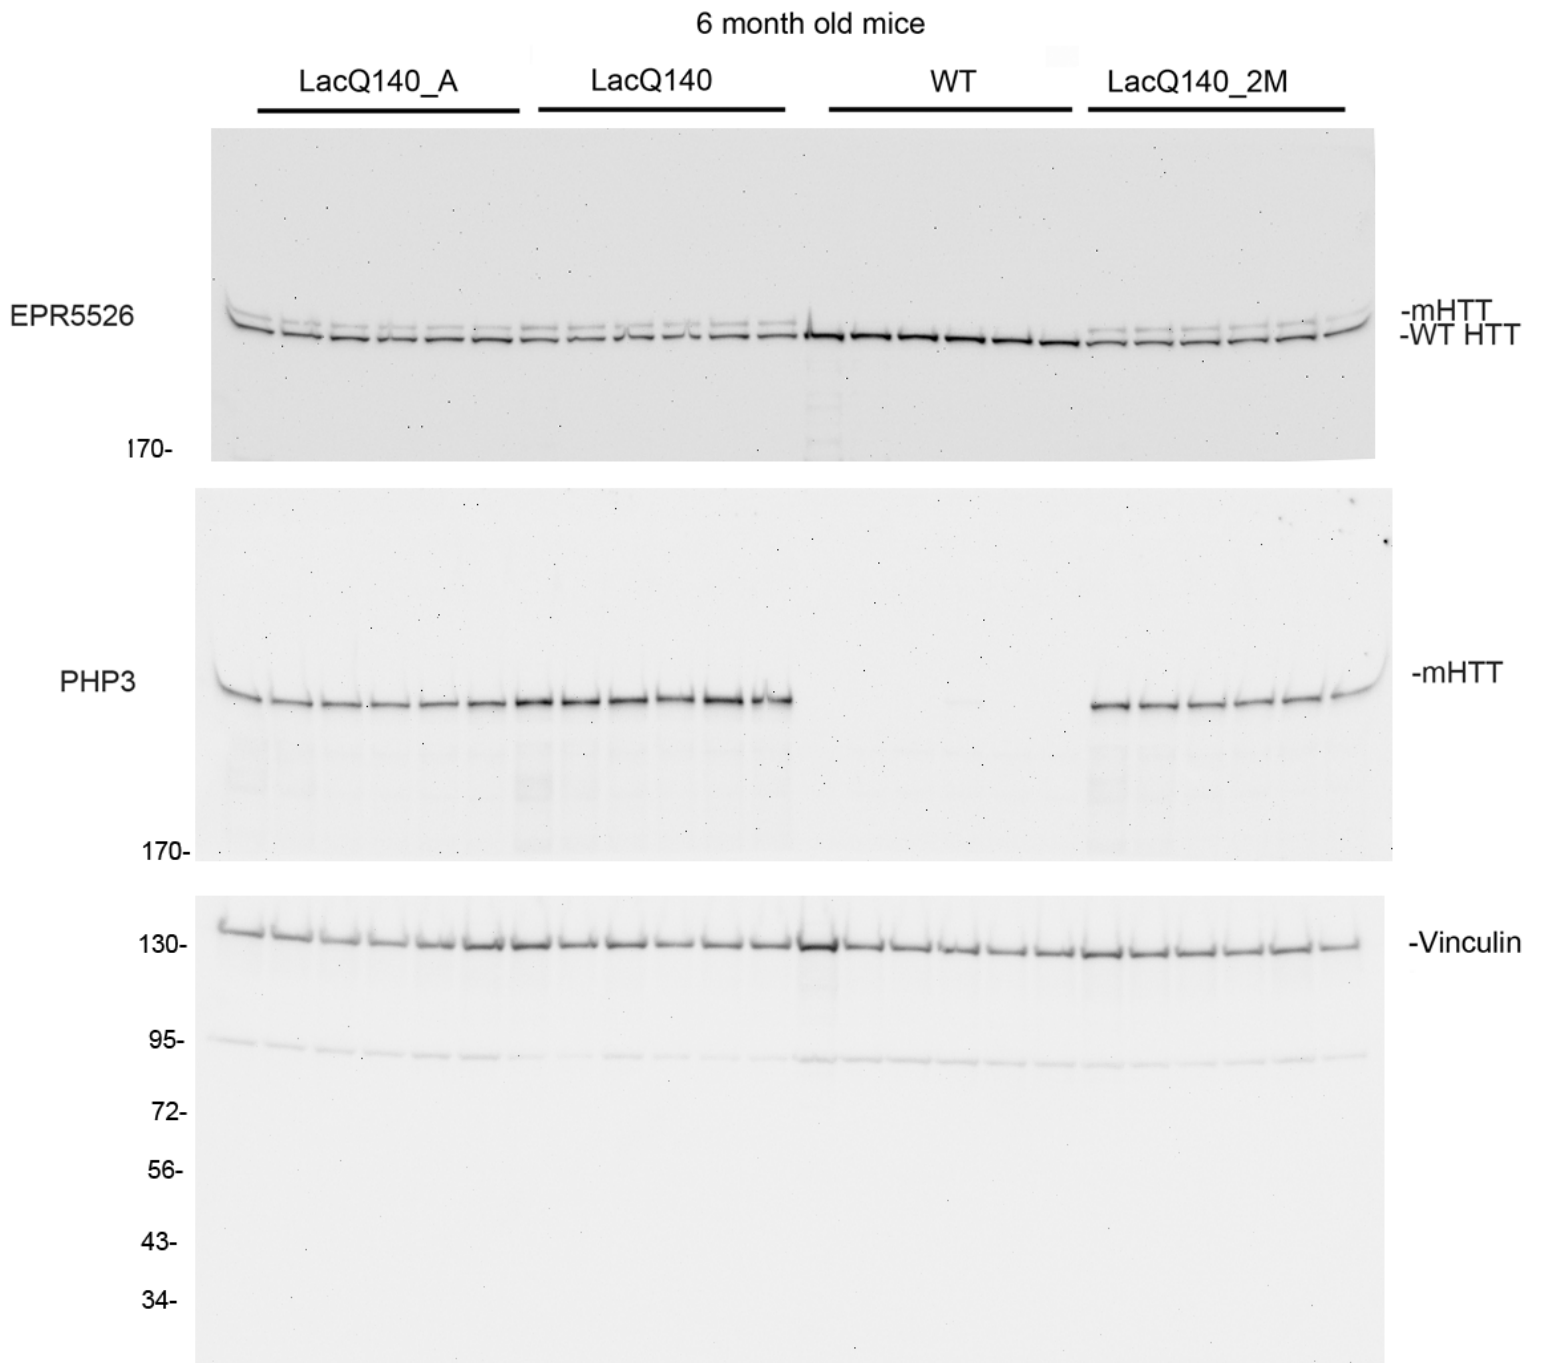 6 month old mice
LacQ140_A LacQ140 WT LacQ140_2M
EPR5526
-mHTT
-WT HTT
170-
PHP3
-mHTT
170-
130-
-Vinculin
95-
72-
56-
43-
34-